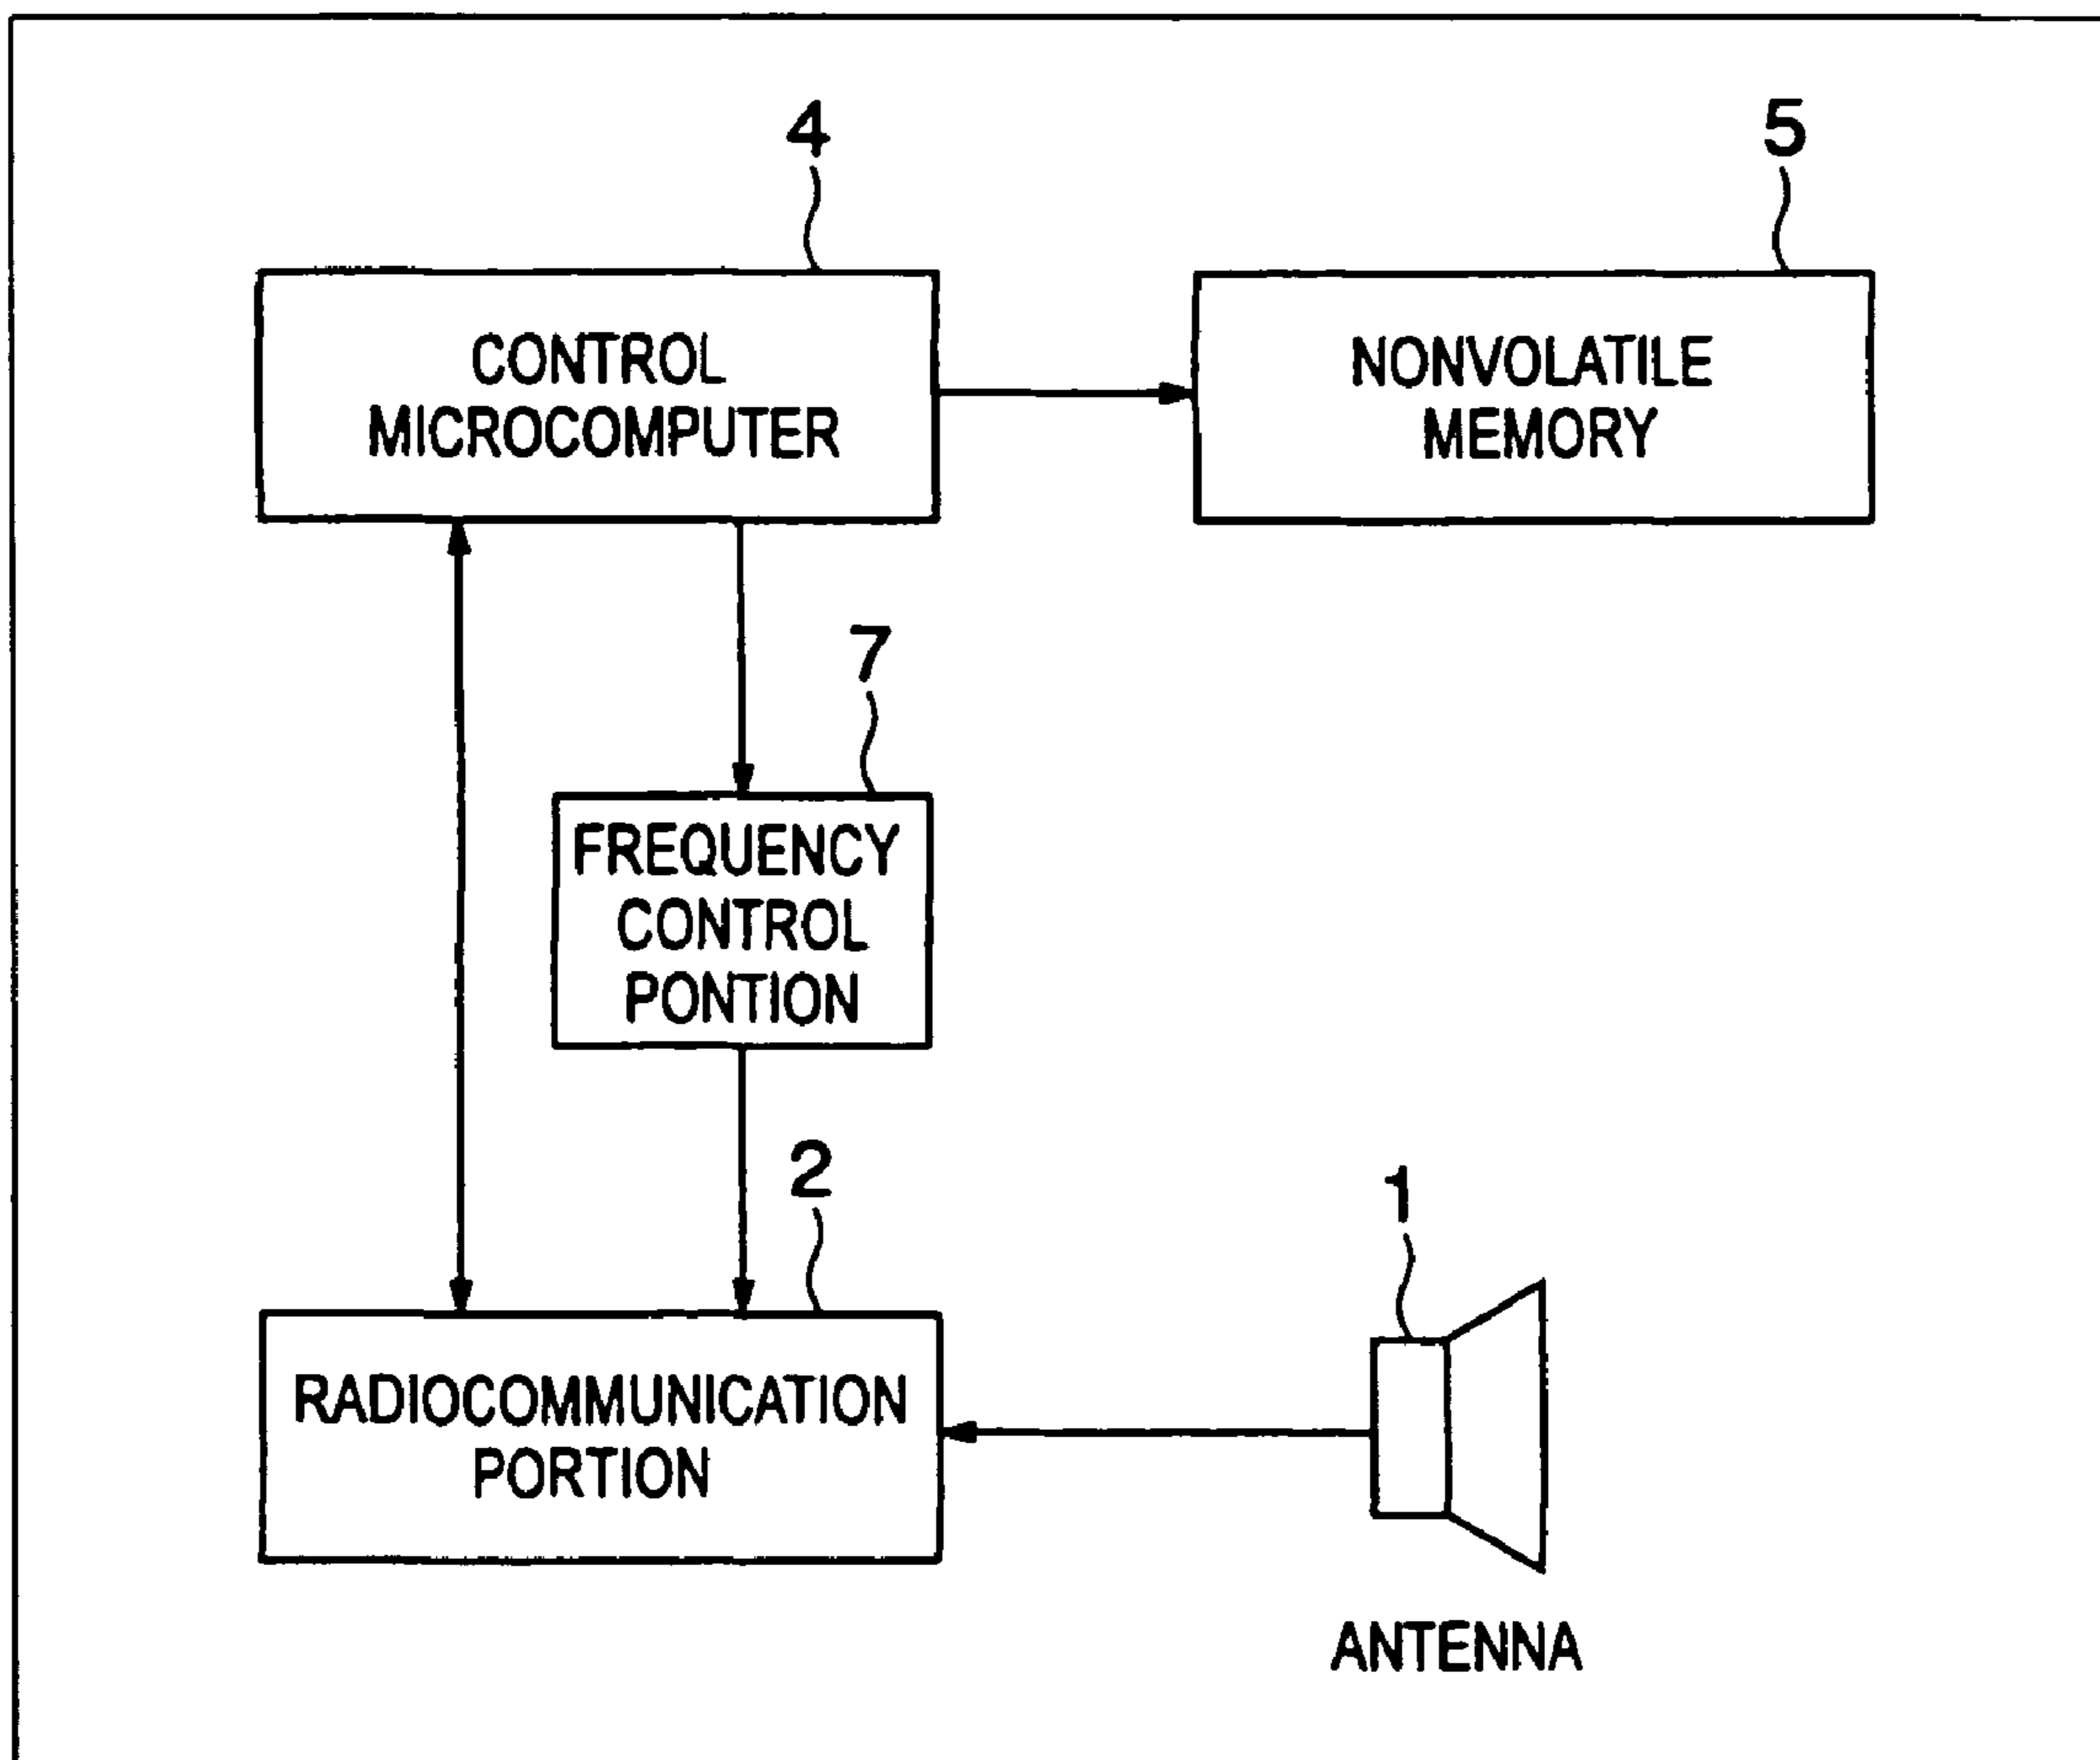 4
5
CONTROL
MICROCOMPUTER
NONVOLATILE
MEMORY
7
FREQUENCY
CONTROL
PONTION
2
1
RADIOCOMMUNICATION
PORTION
ANTENNA